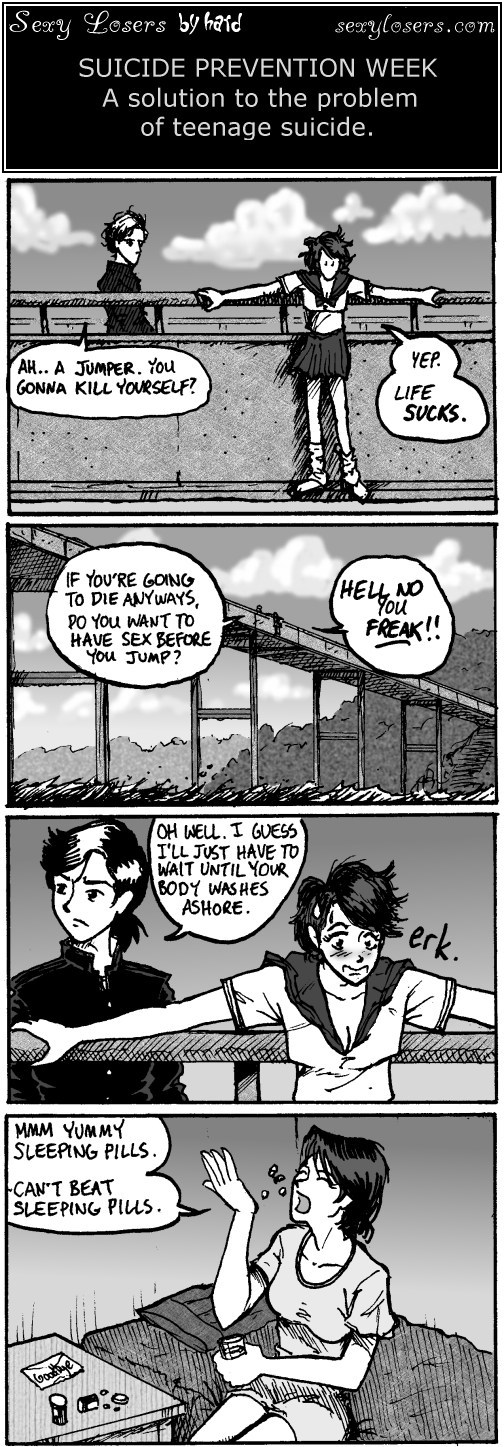 Sexy Losers by hard
sexylosers.com
SUICIDE PREVENTION WEEK
A solution to the problem
of teenage suicide.
AH.. A JUMPER. YOU
GONNA KILL YOURSELF?
YEP.
LIFE
SUCKS.
IF YOU'RE GOING
TO DIE ANYWAYS,
DO YOU WANT TO
HAVE SEX BEFORE
YOU JUMP?
HELL NO
YOU
FREAK!!
OH WELL. I GUESS
I'LL JUST HAVE TO
WAIT UNTIL YOUR
BODY WASHES
ASHORE.
erk.
MMM YUMMY
SLEEPING PILLS.
CAN'T BEAT
SLEEPING PILLS.
Goodbye